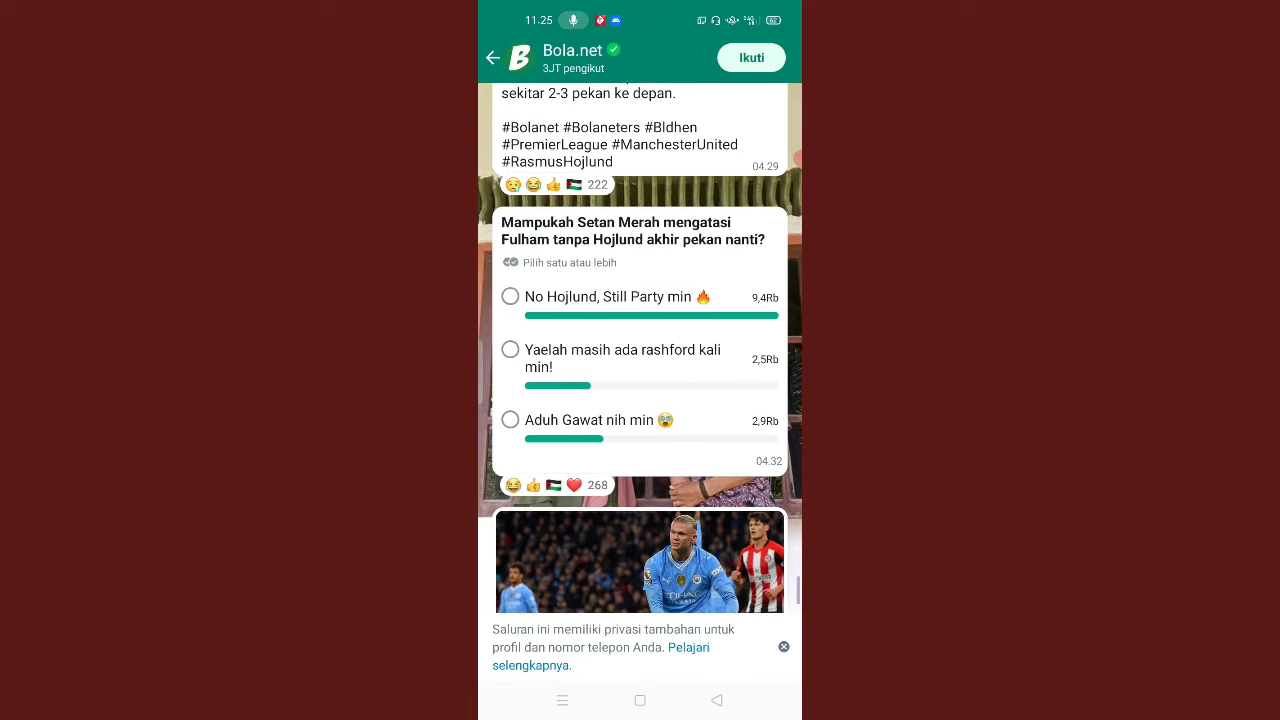 11.25
Bola.net
3JT pengikut
Ikuti
sekitar 2-3 pekan ke depan.
#Bolanet #Bolaneters #Bldhen
#PremierLeague #ManchesterUnited
#RasmusHojlund
04.29
222
Mampukah Setan Merah mengatasi
Fulham tanpa Hojlund akhir pekan nanti?
Pilih satu atau lebih
No Hojlund, Still Party min 🔥 9,4Rb
Yaelah masih ada rashford kali
min!
2,5Rb
Aduh Gawat nih min 😭 2,9Rb
04.32
268
Saluran ini memiliki privasi tambahan untuk
profil dan nomor telepon Anda. Pelajari
selengkapnya.